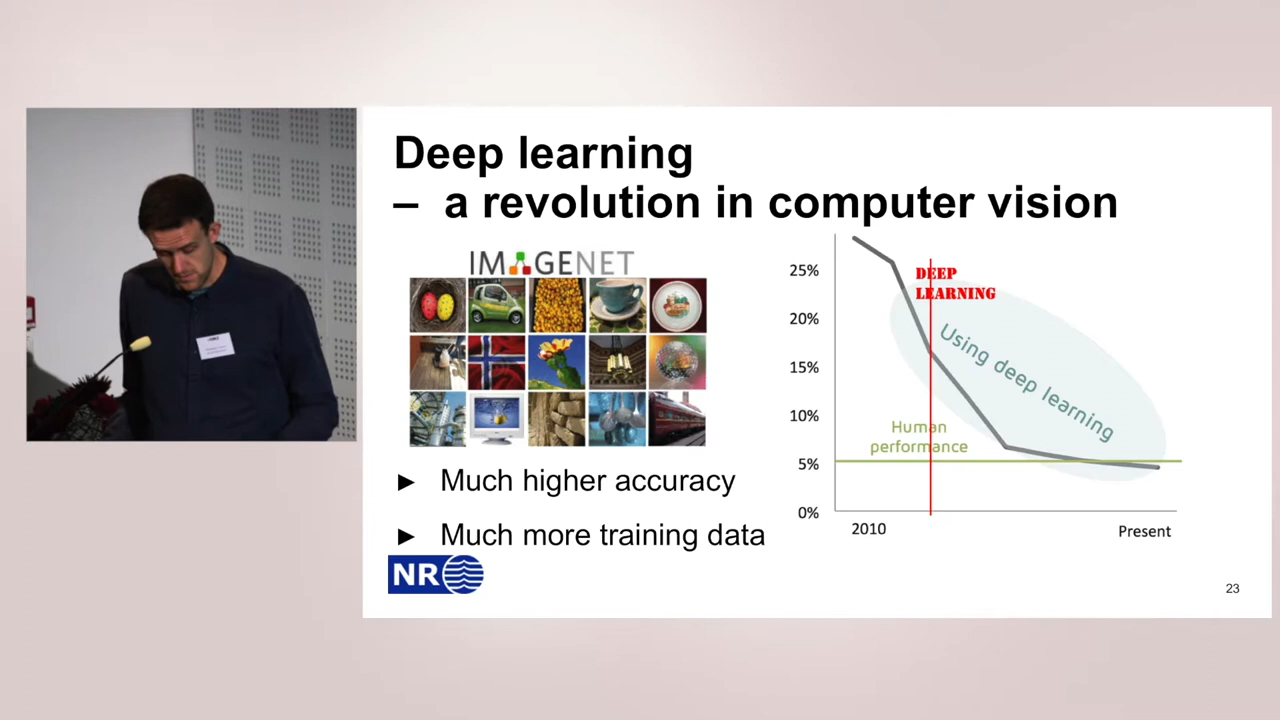 Deep learning
– a revolution in computer vision
IMAGENET
► Much higher accuracy
► Much more training data
25%
20%
15%
10%
5%
0%
DEEP
LEARNING
Using deep learning
Human
performance
2010
Present
NR
23